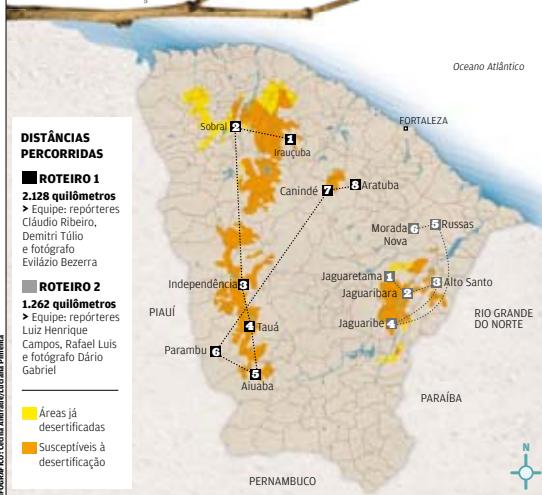 5
Oceano Atlântico
FORTALEZA
Sobral 2
1
Irauçuba
Canindé 7
8 Aratuba
Morada Nova 6
5 Russas
Jaguaretama 1
Jaguaribara 2
3 Alto Santo
Jaguaribe 4
Independência 3
4 Tauá
Parambu
6
5
Aiuaba
PIAUÍ
RIO GRANDE
DO NORTE
PARAÍBA
PERNAMBUCO
N
DISTÂNCIAS
PERCORRIDAS
ROTEIRO 1
2.128 quilômetros
> Equipe: repórteres
Cláudio Ribeiro,
Demitri Túlio
e fotógrafo
Evilázio Bezerra
ROTEIRO 2
1.262 quilômetros
> Equipe: repórteres
Luiz Henrique
Campos, Rafael Luis
e fotógrafo Dário
Gabriel
Áreas já
desertificadas
Susceptíveis à
desertificação